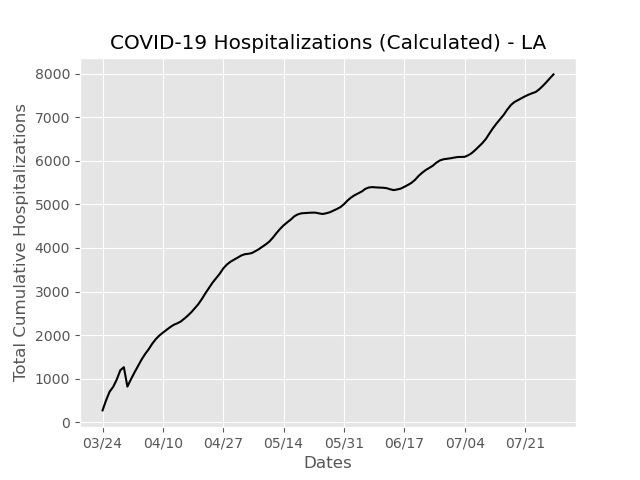 COVID-19 Hospitalizations (Calculated) - LA
Total Cumulative Hospitalizations
8000
7000
6000
5000
4000
3000
2000
1000
0
03/24 04/10 04/27 05/14 05/31 06/17 07/04 07/21
Dates